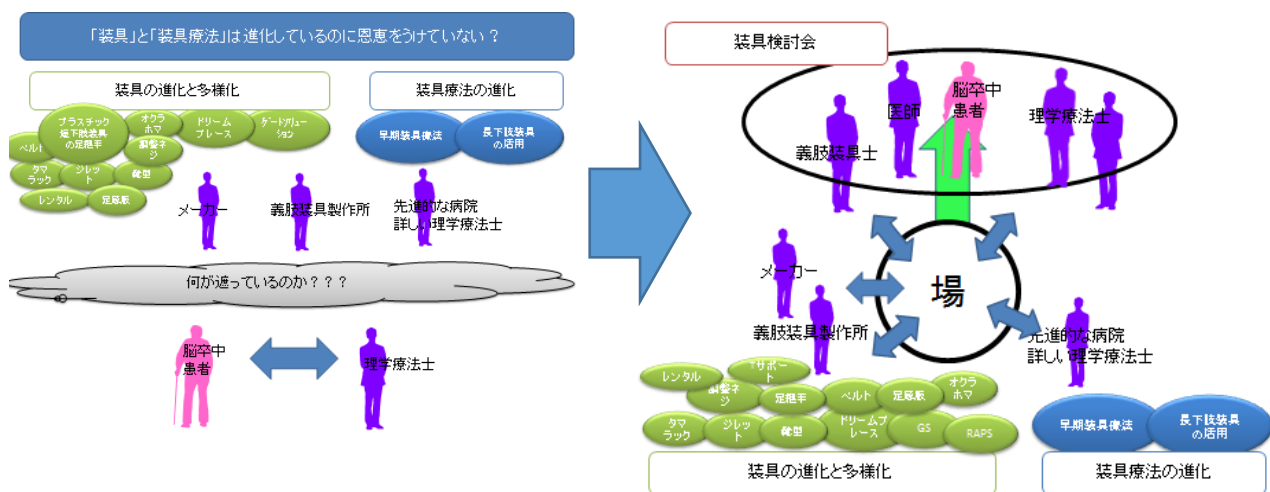 「装具」と「装具療法」は進化しているのに恩恵をうけていない？
装具の進化と多様化
装具療法の進化
プラスチック
短下肢装具
の足継手
オクラ
ホマ
ドリーム
ブレース
ゲートソリュー
ション
ベルト
調整ネ
ジ
タマ
ラック
ジレッ
ト
レンタル
足底版
早期装具療法
長下肢装具
の活用
メーカー
義肢装具製作所
先進的な病院
詳しい理学療法士
何が遮っているのか？？？
脳卒中
患者
理学療法士
装具検討会
医師
脳卒中
患者
理学療法士
義肢装具士
場
メーカー
義肢装具製作所
先進的な病院
詳しい理学療法士
レンタル
Tサポー
ト
調整ネ
ジ
足継手
ベルト
足底版
オクラ
ホマ
タマ
ラック
ジレッ
ト
ドリームブ
レース
GS
RAPS
早期装具療法
長下肢装具
の活用
装具の進化と多様化
装具療法の進化